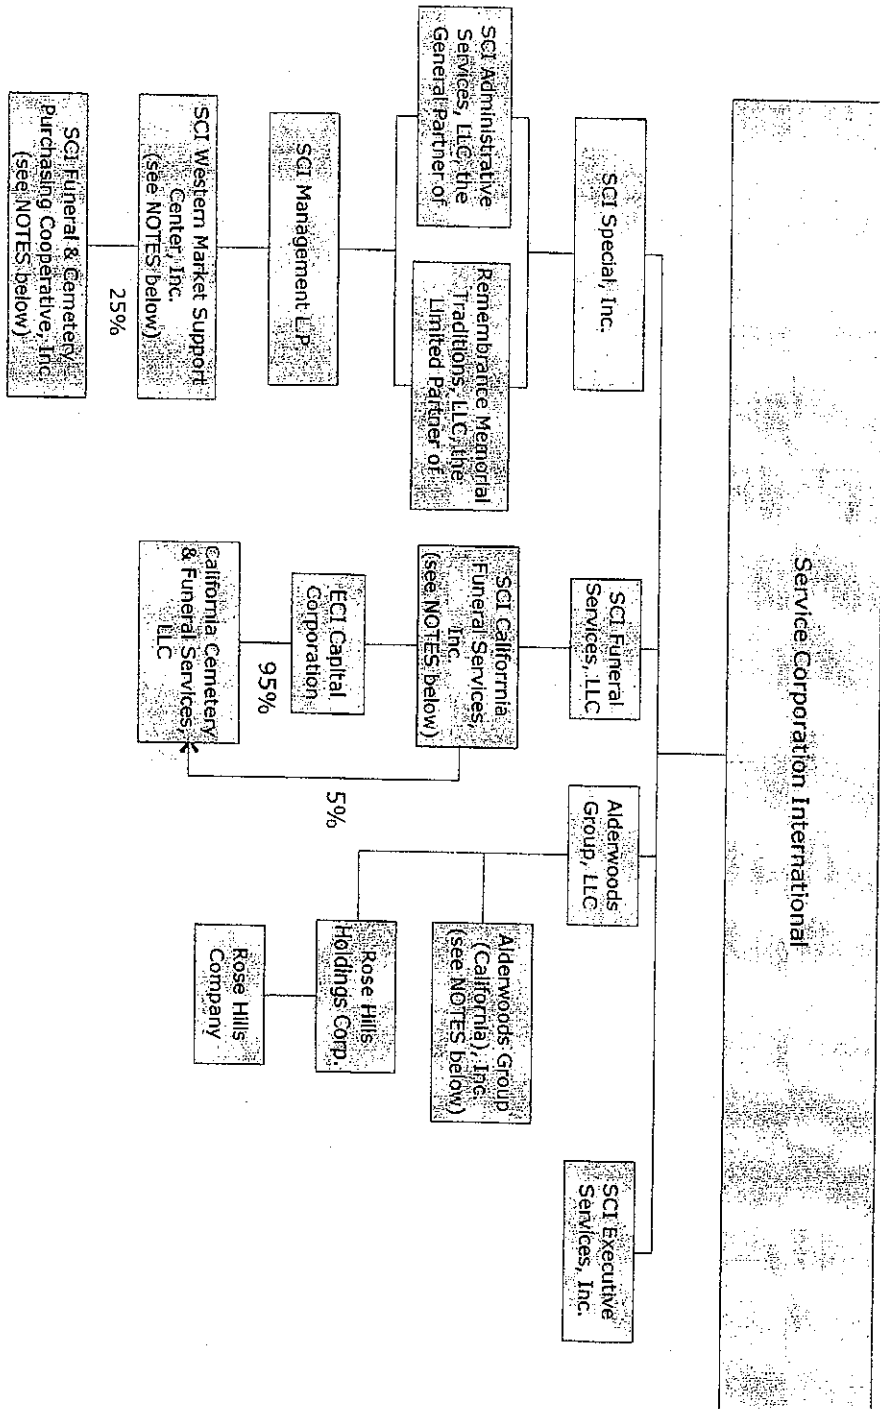 Service Corporation International
SCI Special, Inc.
SCI Administrative
Services, LLC, the
General Partner of
Remembrance Memorial
Traditions, LLC, the
Limited Partner of
SCI Management L.P
SCI Western Market Support
Center, Inc.
(see NOTES below)
25%
SCI Funeral & Cemetery
Purchasing Cooperative, Inc.
(see NOTES below)
SCI Funeral
Services, LLC
SCI California
Funeral Services,
Inc.
(see NOTES below)
ECI Capital
Corporation
95%
5%
California Cemetery
& Funeral Services,
LLC
Alderwoods
Group, LLC
Alderwoods Group
(California), Inc.
(see NOTES below)
Rose Hills
Holdings Corp.
Rose Hills
Company
SCI Executive
Services, Inc.